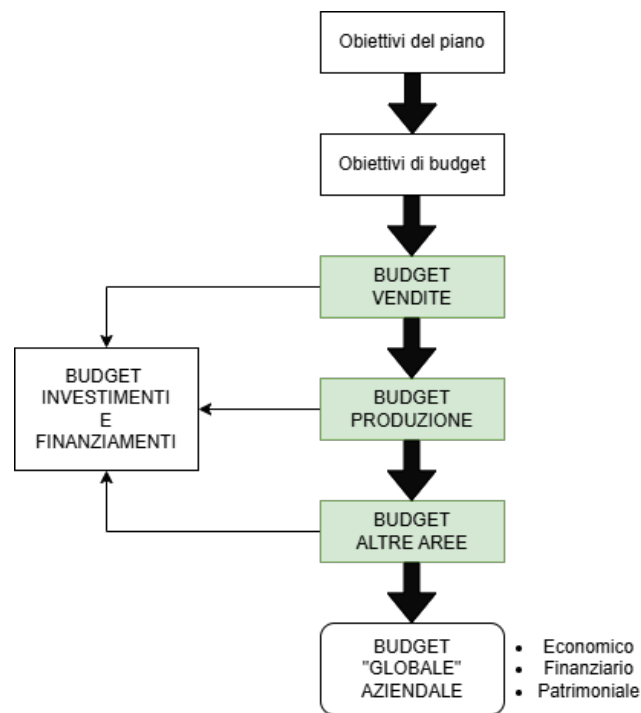 Obiettivi del piano
Obiettivi di budget
BUDGET
VENDITE
BUDGET
INVESTIMENTI
E
FINANZIAMENTI
BUDGET
PRODUZIONE
BUDGET
ALTRE AREE
BUDGET
"GLOBALE"
AZIENDALE
• Economico
• Finanziario
• Patrimoniale